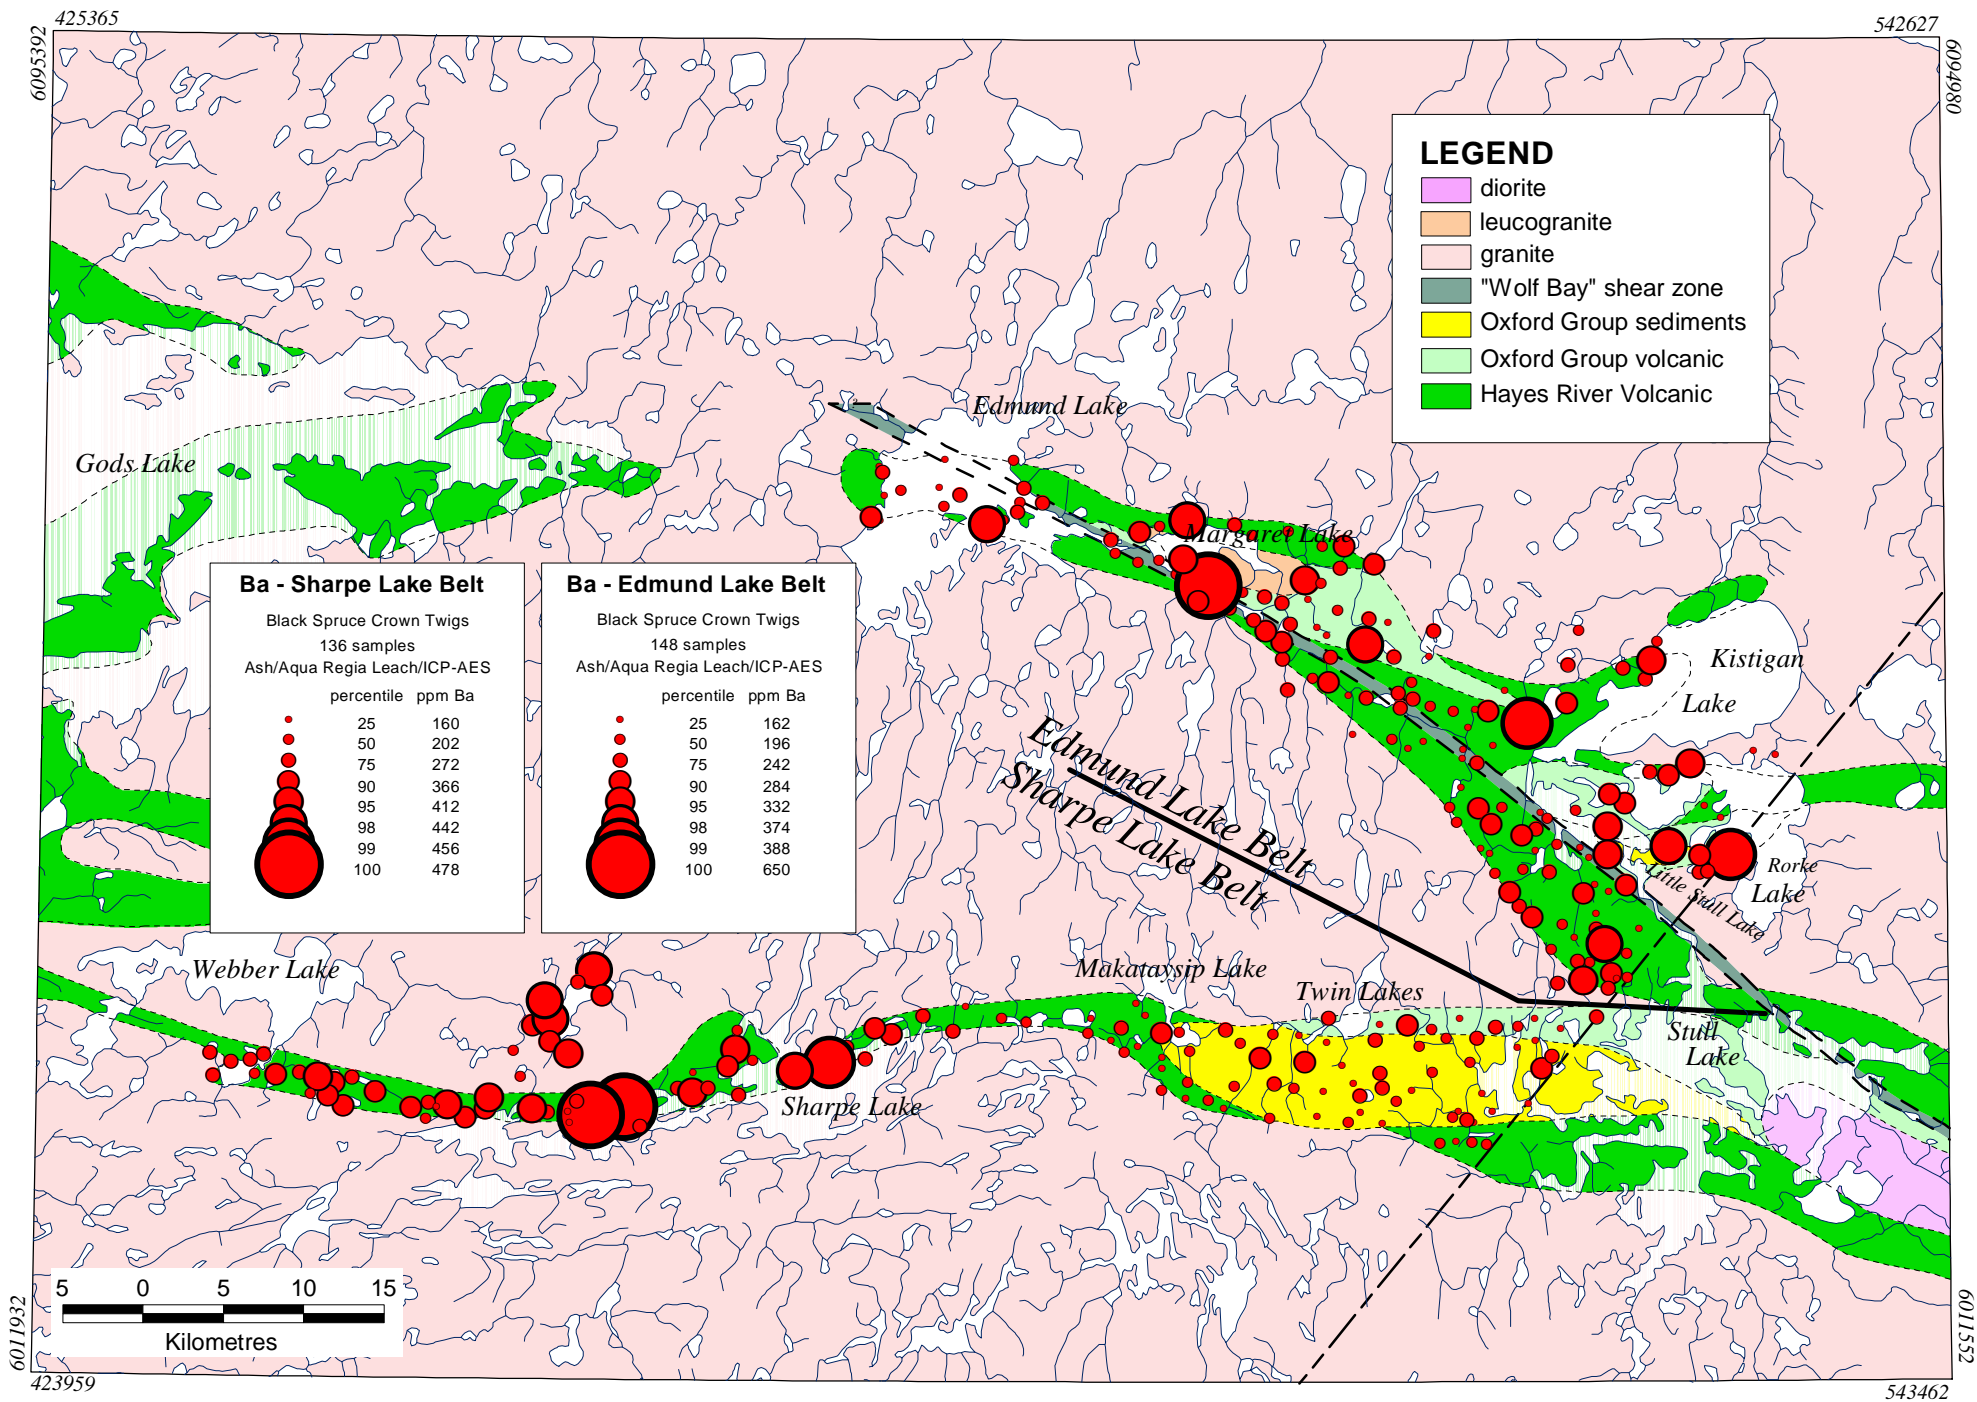 425365
542627
6095392
6094980
LEGEND
diorite
leucogranite
granite
"Wolf Bay" shear zone
Oxford Group sediments
Oxford Group volcanic
Hayes River Volcanic
Edmund Lake
Gods Lake
Margaret Lake
Ba - Sharpe Lake Belt
Black Spruce Crown Twigs
136 samples
Ash/Aqua Regia Leach/ICP-AES
percentile ppm Ba
25 160
50 202
75 272
90 366
95 412
98 442
99 456
100 478
Ba - Edmund Lake Belt
Black Spruce Crown Twigs
148 samples
Ash/Aqua Regia Leach/ICP-AES
percentile ppm Ba
25 162
50 196
75 242
90 284
95 332
98 374
99 388
100 650
Kistigan
Lake
Edmund Lake Belt
Sharpe Lake Belt
Rorke
Lake
Little Stull Lake
Webber Lake
Makataysip Lake
Twin Lakes
Stull
Lake
Sharpe Lake
5 0 5 10 15
Kilometres
6011932
6011552
423959
543462